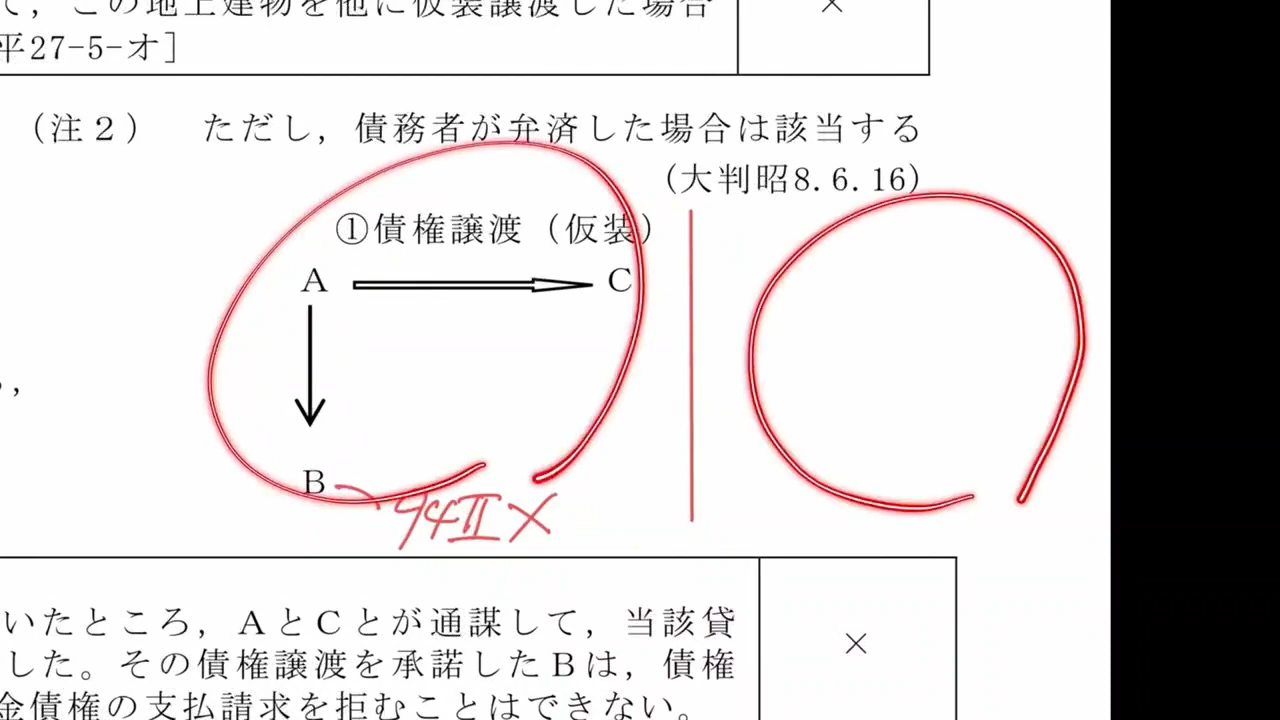 て，この地上建物を他に仮装譲渡した場合
×
平27-5-オ］
（注２）　ただし，債務者が弁済した場合は該当する
（大判昭8.6.16）
①債権譲渡（仮装）
A　C
B
94Ⅱ×
，
いたところ，ＡとＣとが通謀して，当該貸
した。その債権譲渡を承諾したＢは，債権
×
金債権の支払請求を拒むことはできない。